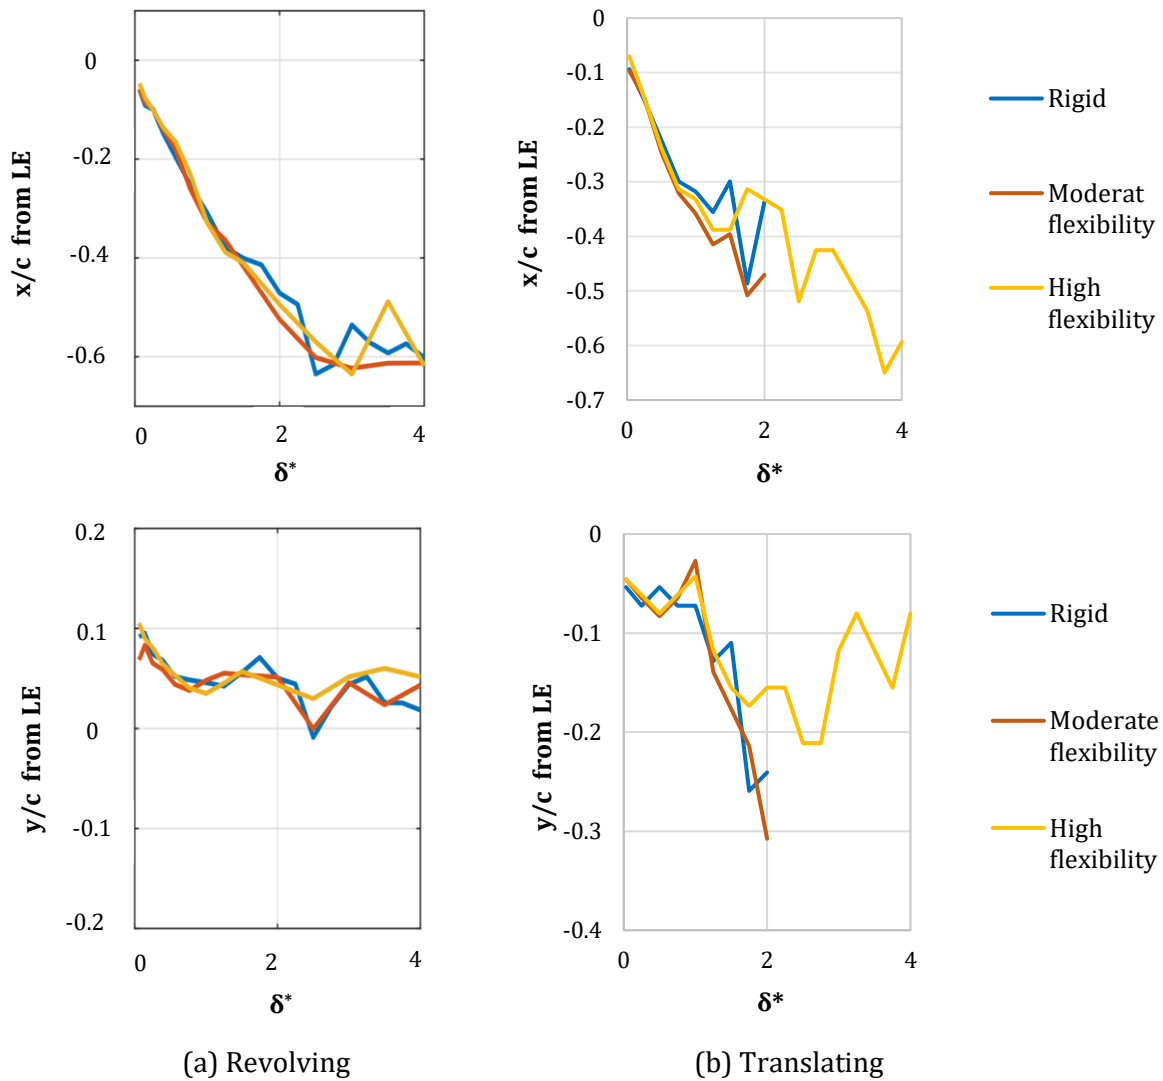 0
-0.2
-0.4
-0.6
0
2
4
x/c from LE
δ*
0
-0.1
-0.2
-0.3
-0.4
-0.5
-0.6
-0.7
0
2
4
x/c from LE
δ*
Rigid
Moderat
flexibility
High
flexibility
0.2
0.1
0
-0.1
-0.2
0
2
4
y/c from LE
δ*
0
-0.1
-0.2
-0.3
-0.4
0
2
4
y/c from LE
δ*
Rigid
Moderate
flexibility
High
flexibility
(a) Revolving
(b) Translating